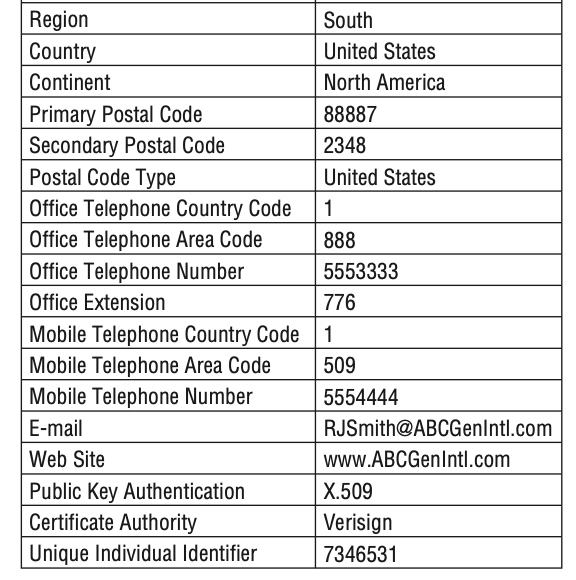 Region South
Country United States
Continent North America
Primary Postal Code 88887
Secondary Postal Code 2348
Postal Code Type United States
Office Telephone Country Code 1
Office Telephone Area Code 888
Office Telephone Number 5553333
Office Extension 776
Mobile Telephone Country Code 1
Mobile Telephone Area Code 509
Mobile Telephone Number 5554444
E-mail RJSmith@ABCGenIntl.com
Web Site www.ABCGenIntl.com
Public Key Authentication X.509
Certificate Authority Verisign
Unique Individual Identifier 7346531